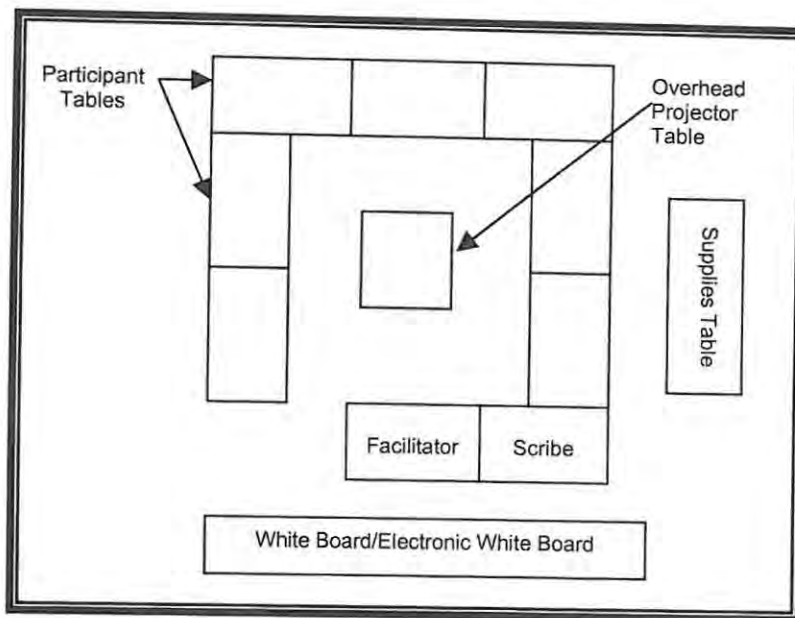 Participant
Tables
Overhead
Projector
Table
Supplies Table
Facilitator
Scribe
White Board/Electronic White Board